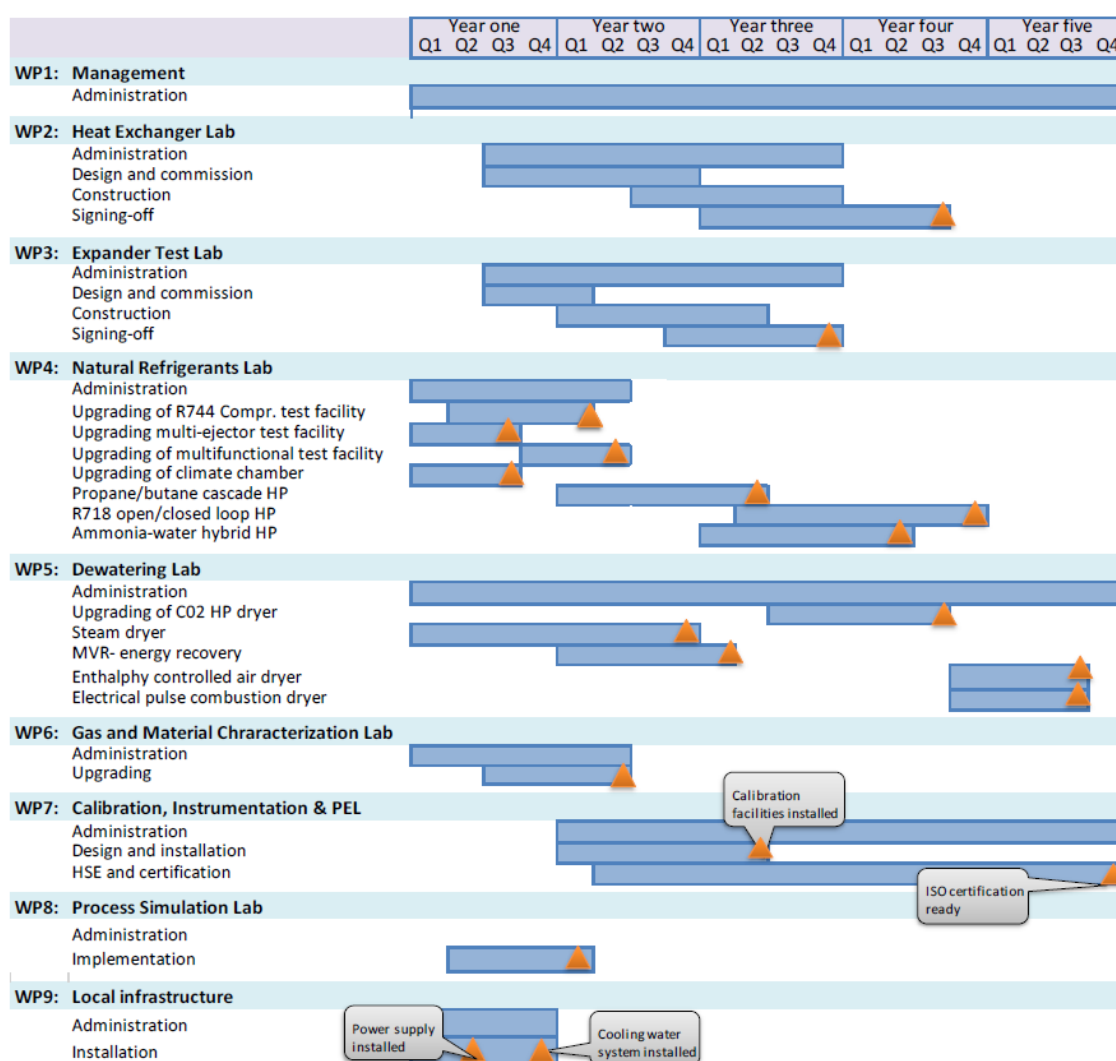 Year one Year two Year three Year four Year five
Q1 Q2 Q3 Q4 Q1 Q2 Q3 Q4 Q1 Q2 Q3 Q4 Q1 Q2 Q3 Q4 Q1 Q2 Q3 Q4
WP1: Management
Administration
WP2: Heat Exchanger Lab
Administration
Design and commission
Construction
Signing-off
WP3: Expander Test Lab
Administration
Design and commission
Construction
Signing-off
WP4: Natural Refrigerants Lab
Administration
Upgrading of R744 Compr. test facility
Upgrading multi-ejector test facility
Upgrading of multifunctional test facility
Upgrading of climate chamber
Propane/butane cascade HP
R718 open/closed loop HP
Ammonia-water hybrid HP
WP5: Dewatering Lab
Administration
Upgrading of C02 HP dryer
Steam dryer
MVR- energy recovery
Enthalphy controlled air dryer
Electrical pulse combustion dryer
WP6: Gas and Material Chraracterization Lab
Administration
Upgrading
WP7: Calibration, Instrumentation & PEL
Calibration
facilities installed
Administration
Design and installation
HSE and certification
ISO certification
ready
WP8: Process Simulation Lab
Administration
Implementation
WP9: Local infrastructure
Administration
Installation
Power supply
installed
Cooling water
system installed